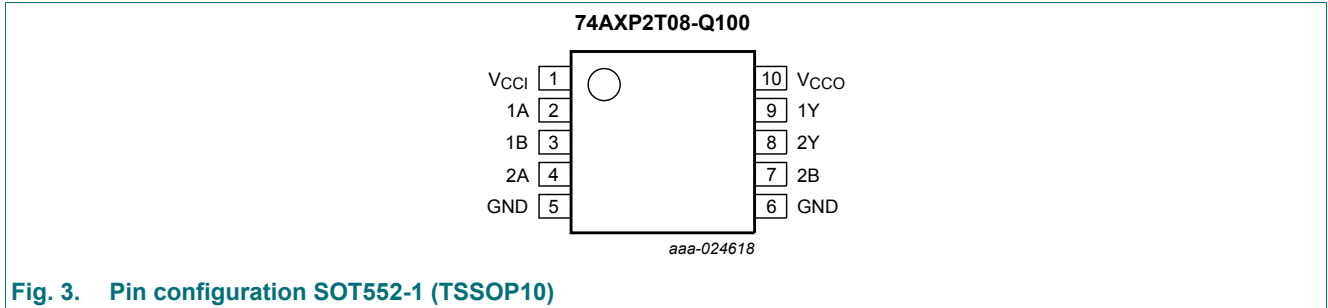 74AXP2T08-Q100
VCCI 1 10 VCCO
1A 2 9 1Y
1B 3 8 2Y
2A 4 7 2B
GND 5 6 GND
aaa-024618
Fig. 3. Pin configuration SOT552-1 (TSSOP10)